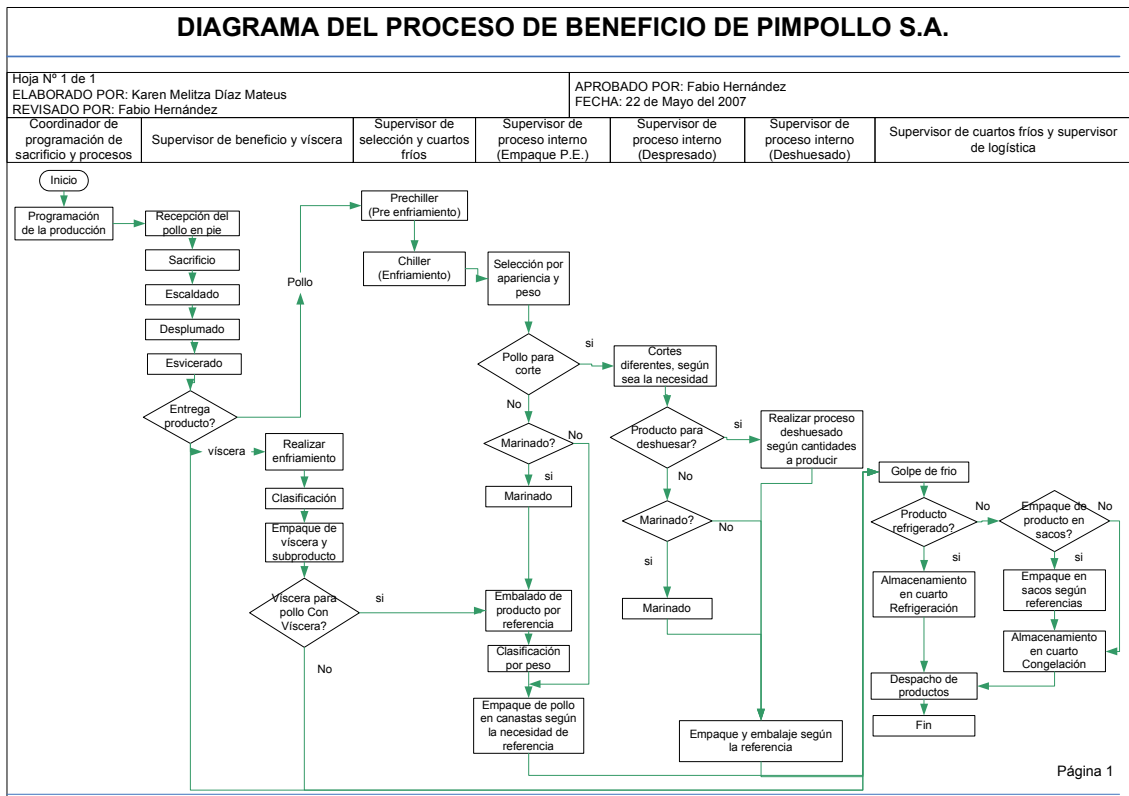 DIAGRAMA DEL PROCESO DE BENEFICIO DE PIMPOLLO S.A.
Hoja Nº 1 de 1
ELABORADO POR: Karen Melitza Díaz Mateus
REVISADO POR: Fabio Hernández
APROBADO POR: Fabio Hernández
FECHA: 22 de Mayo del 2007
Coordinador de
programación de
sacrificio y procesos
Supervisor de beneficio y víscera
Supervisor de
selección y cuartos
fríos
Supervisor de
proceso interno
(Empaque P.E.)
Supervisor de
proceso interno
(Despresado)
Supervisor de
proceso interno
(Deshuesado)
Supervisor de cuartos fríos y supervisor
de logística
Inicio
Programación
de la producción
Recepción del
pollo en pie
Sacrificio
Escaldado
Desplumado
Esvicerado
Entrega
producto?
Pollo
víscera
Realizar
enfriamiento
Clasificación
Empaque de
víscera y
subproducto
Víscera para
pollo Con
Víscera?
si
No
Prechiller
(Pre enfriamiento)
Chiller
(Enfriamiento)
Selección por
apariencia y
peso
Pollo para
corte
si
No
Marinado?
No
si
Marinado
Embalado de
producto por
referencia
Clasificación
por peso
Empaque de pollo
en canastas según
la necesidad de
referencia
Cortes
diferentes, según
sea la necesidad
Producto para
deshuesar?
si
No
Marinado?
No
si
Marinado
Empaque y embalaje según
la referencia
Realizar proceso
deshuesado
según cantidades
a producir
Golpe de frio
Producto
refrigerado?
No
si
Empaque de
producto en
sacos?
No
si
Almacenamiento
en cuarto
Refrigeración
Empaque en
sacos según
referencias
Almacenamiento
en cuarto
Congelación
Despacho de
productos
Fin
Página 1